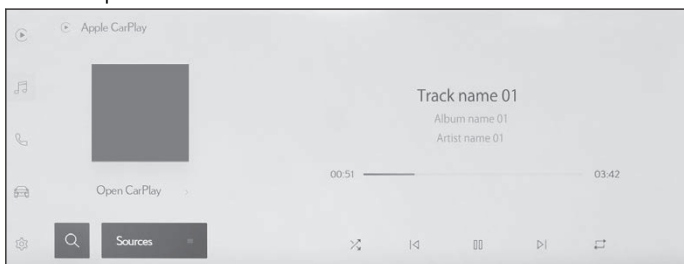 Apple CarPlay
Track name 01
Album name 01
Artist name 01
00:51
03:42
Open CarPlay
Sources